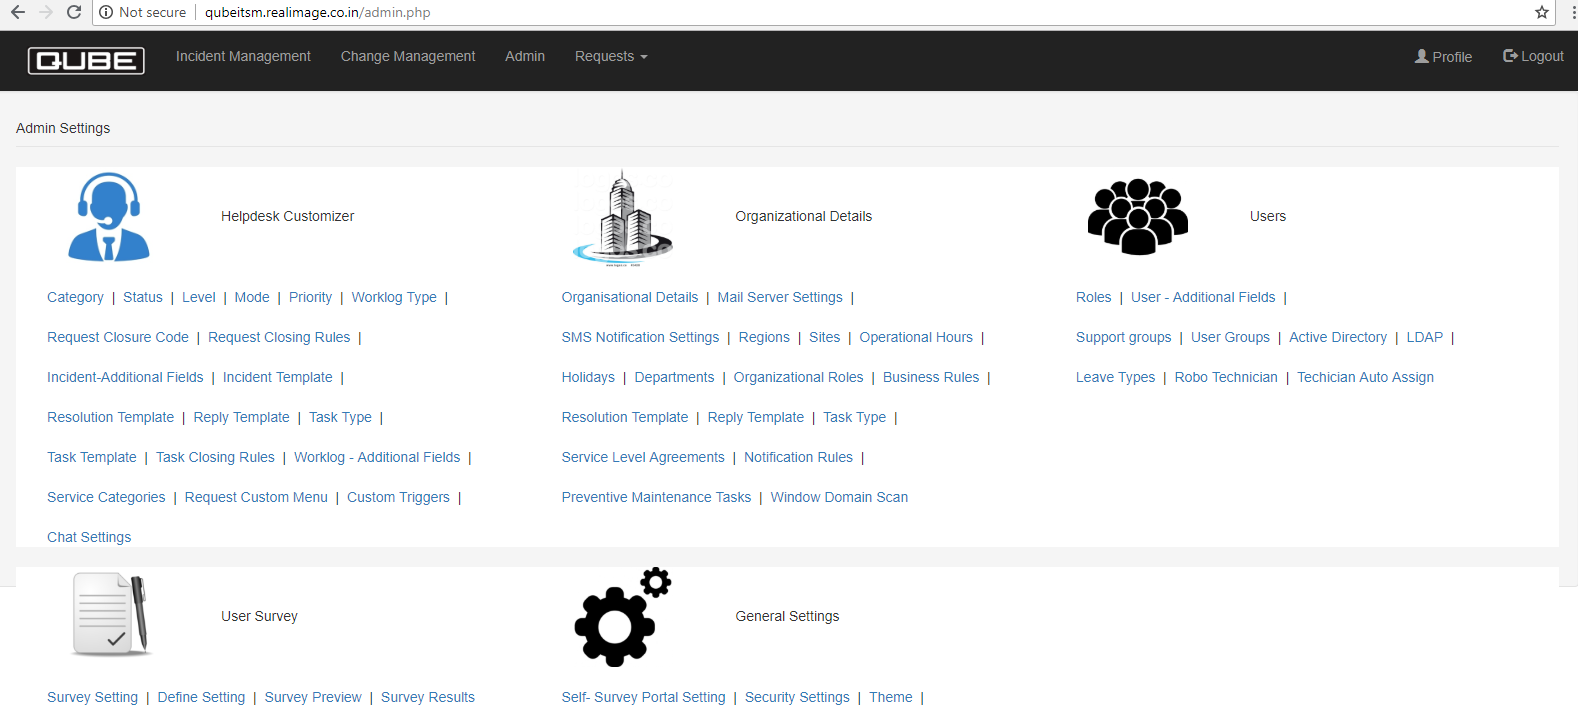 Not secure | qubeitsm.realimage.co.in/admin.php
QUBE Incident Management Change Management Admin Requests Profile Logout
Admin Settings
Helpdesk Customizer
Category | Status | Level | Mode | Priority | Worklog Type |
Request Closure Code | Request Closing Rules |
Incident-Additional Fields | Incident Template |
Resolution Template | Reply Template | Task Type |
Task Template | Task Closing Rules | Worklog - Additional Fields |
Service Categories | Request Custom Menu | Custom Triggers |
Chat Settings
Organizational Details
Organisational Details | Mail Server Settings |
SMS Notification Settings | Regions | Sites | Operational Hours |
Holidays | Departments | Organizational Roles | Business Rules |
Resolution Template | Reply Template | Task Type |
Service Level Agreements | Notification Rules |
Preventive Maintenance Tasks | Window Domain Scan
Users
Roles | User - Additional Fields |
Support groups | User Groups | Active Directory | LDAP |
Leave Types | Robo Technician | Techician Auto Assign
User Survey
Survey Setting | Define Setting | Survey Preview | Survey Results
General Settings
Self- Survey Portal Setting | Security Settings | Theme |